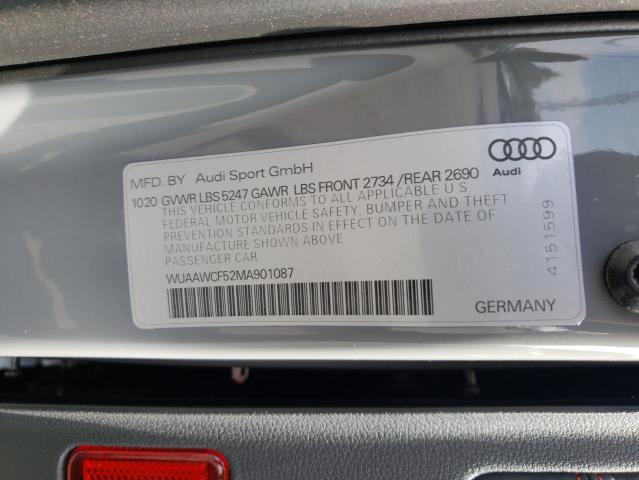 MFD. BY Audi Sport GmbH
Audi
10 20 GVWR LBS 5247 GAWR LBS FRONT 2734 /REAR 2690
THIS VEHICLE CONFORMS TO ALL APPLICABLE U S
FEDERAL MOTOR VEHICLE SAFETY, BUMPER AND THEFT
PREVENTION STANDARDS IN EFFECT ON THE DATE OF
MANUFACTURE SHOWN ABOVE
PASSENGER CAR
4151599
WUAAWCF52MA901087
GERMANY